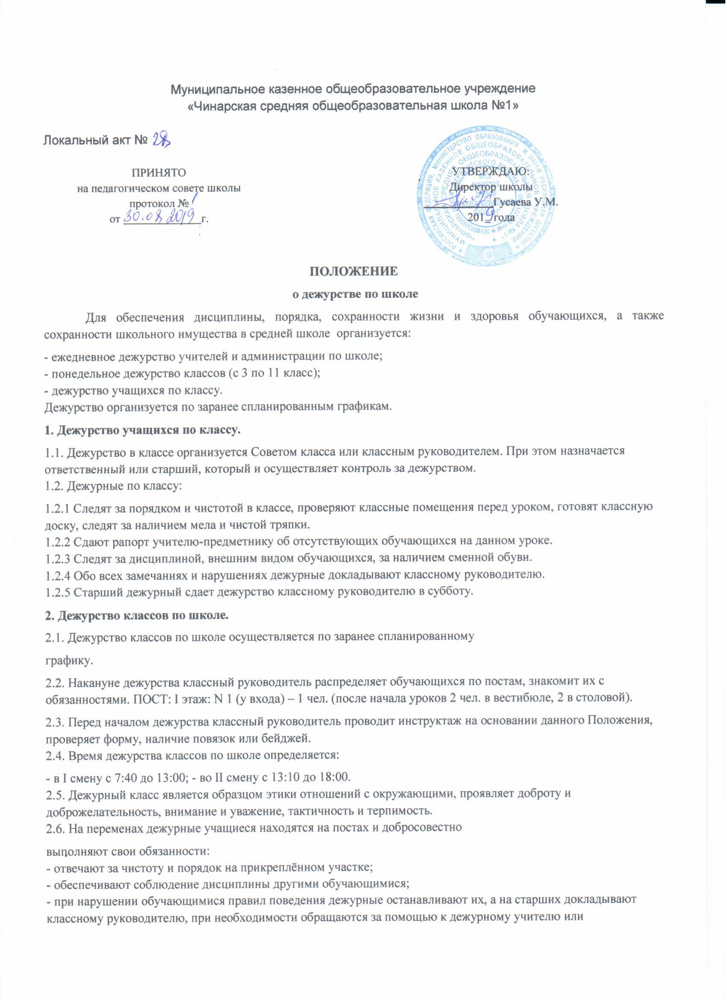 Муниципальное казенное общеобразовательное учреждение
«Чинарская средняя общеобразовательная школа №1»
Локальный акт № 28
ПРИНЯТО
на педагогическом совете школы
протокол № 1
от 30.08 2019 г.
УТВЕРЖДАЮ:
Директор школы
Гусаева У.М.
2019 года
РОССИЙСКАЯ ФЕДЕРАЦИЯ, МИНИСТЕРСТВО ОБРАЗОВАНИЯ И НАУКИ РЕСПУБЛИКИ ДАГЕСТАН
МУНИЦИПАЛЬНОЕ КАЗЕННОЕ ОБЩЕОБРАЗОВАТЕЛЬНОЕ УЧРЕЖДЕНИЕ
"ЧИНАРСКАЯ СРЕДНЯЯ ОБЩЕОБРАЗОВАТЕЛЬНАЯ ШКОЛА №1"
ПОЛОЖЕНИЕ
о дежурстве по школе
Для обеспечения дисциплины, порядка, сохранности жизни и здоровья обучающихся, а также
сохранности школьного имущества в средней школе организуется:
- ежедневное дежурство учителей и администрации по школе;
- понедельное дежурство классов (с 3 по 11 класс);
- дежурство учащихся по классу.
Дежурство организуется по заранее спланированным графикам.
1. Дежурство учащихся по классу.
1.1. Дежурство в классе организуется Советом класса или классным руководителем. При этом назначается
ответственный или старший, который и осуществляет контроль за дежурством.
1.2. Дежурные по классу:
1.2.1 Следят за порядком и чистотой в классе, проверяют классные помещения перед уроком, готовят классную
доску, следят за наличием мела и чистой тряпки.
1.2.2 Сдают рапорт учителю-предметнику об отсутствующих обучающихся на данном уроке.
1.2.3 Следят за дисциплиной, внешним видом обучающихся, за наличием сменной обуви.
1.2.4 Обо всех замечаниях и нарушениях дежурные докладывают классному руководителю.
1.2.5 Старший дежурный сдает дежурство классному руководителю в субботу.
2. Дежурство классов по школе.
2.1. Дежурство классов по школе осуществляется по заранее спланированному
графику.
2.2. Накануне дежурства классный руководитель распределяет обучающихся по постам, знакомит их с
обязанностями. ПОСТ: I этаж: N 1 (у входа) – 1 чел. (после начала уроков 2 чел. в вестибюле, 2 в столовой).
2.3. Перед началом дежурства классный руководитель проводит инструктаж на основании данного Положения,
проверяет форму, наличие повязок или бейджей.
2.4. Время дежурства классов по школе определяется:
- в I смену с 7:40 до 13:00; - во II смену с 13:10 до 18:00.
2.5. Дежурный класс является образцом этики отношений с окружающими, проявляет доброту и
доброжелательность, внимание и уважение, тактичность и терпимость.
2.6. На переменах дежурные учащиеся находятся на постах и добросовестно
выполняют свои обязанности:
- отвечают за чистоту и порядок на прикреплённом участке;
- обеспечивают соблюдение дисциплины другими обучающимися;
- при нарушении обучающимися правил поведения дежурные останавливают их, а на старших докладывают
классному руководителю, при необходимости обращаются за помощью к дежурному учителю или